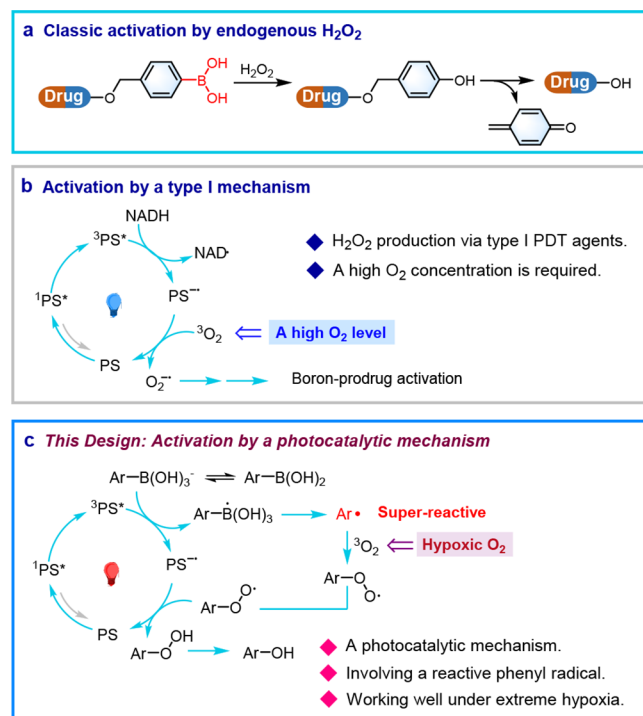 a Classic activation by endogenous H₂O₂
Drug O B OH OH
H₂O₂
Drug O OH
Drug OH
O
b Activation by a type I mechanism
NADH
³PS*
NAD•
¹PS*
PS⁻•
PS
³O₂ ⇐ A high O₂ level
O₂⁻• Boron-prodrug activation
◆ H₂O₂ production via type I PDT agents.
◆ A high O₂ concentration is required.
c This Design: Activation by a photocatalytic mechanism
Ar–B(OH)₃⁻ ⇌ Ar–B(OH)₂
³PS*
Ar–Ḃ(OH)₃ → Ar• Super-reactive
³O₂ ⇐ Hypoxic O₂
¹PS*
PS⁻•
Ar–O–O•
Ar–O–O•
PS
Ar–O–OH → Ar–OH
◆ A photocatalytic mechanism.
◆ Involving a reactive phenyl radical.
◆ Working well under extreme hypoxia.